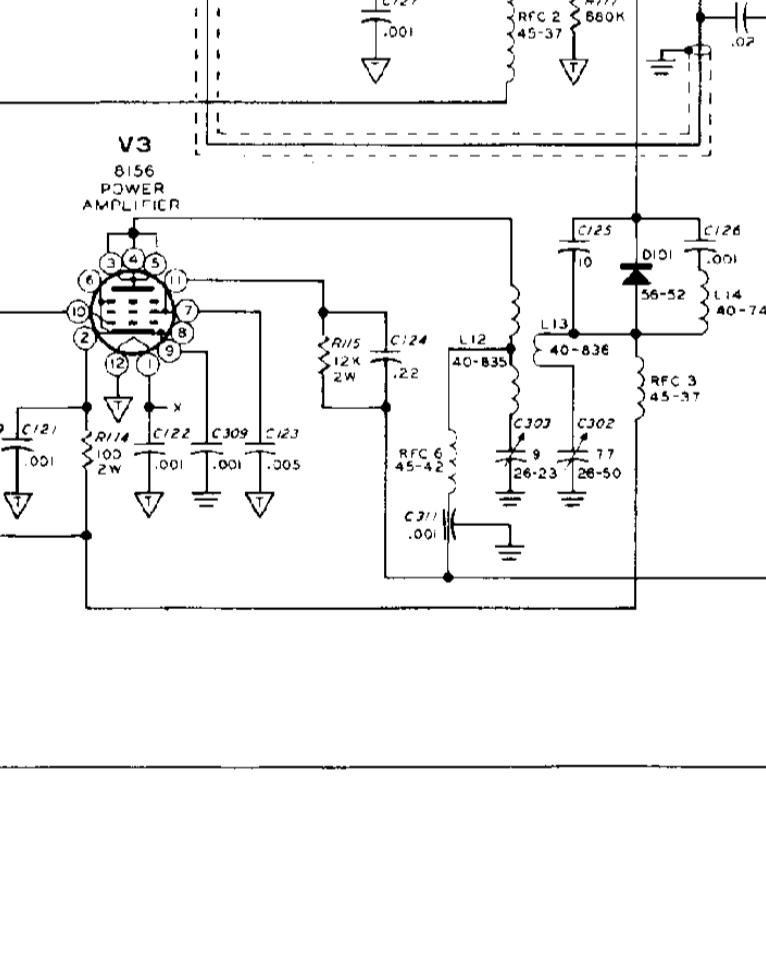 RFC 2
45-37
680K
.001
.02
V3
8156
POWER
AMPLIFIER
3
4
5
6
11
10
7
2
8
9
12
1
X
C121
.001
R114
100
2W
C122
.001
C309
.001
C123
.005
R115
12K
2W
C124
.22
L12
40-835
L13
40-836
C125
10
D101
56-52
C126
.001
L14
40-74
RFC 3
45-37
C303
9
26-23
C302
77
26-50
RFC 6
45-42
C311
.001
T
T
T
T
T
T